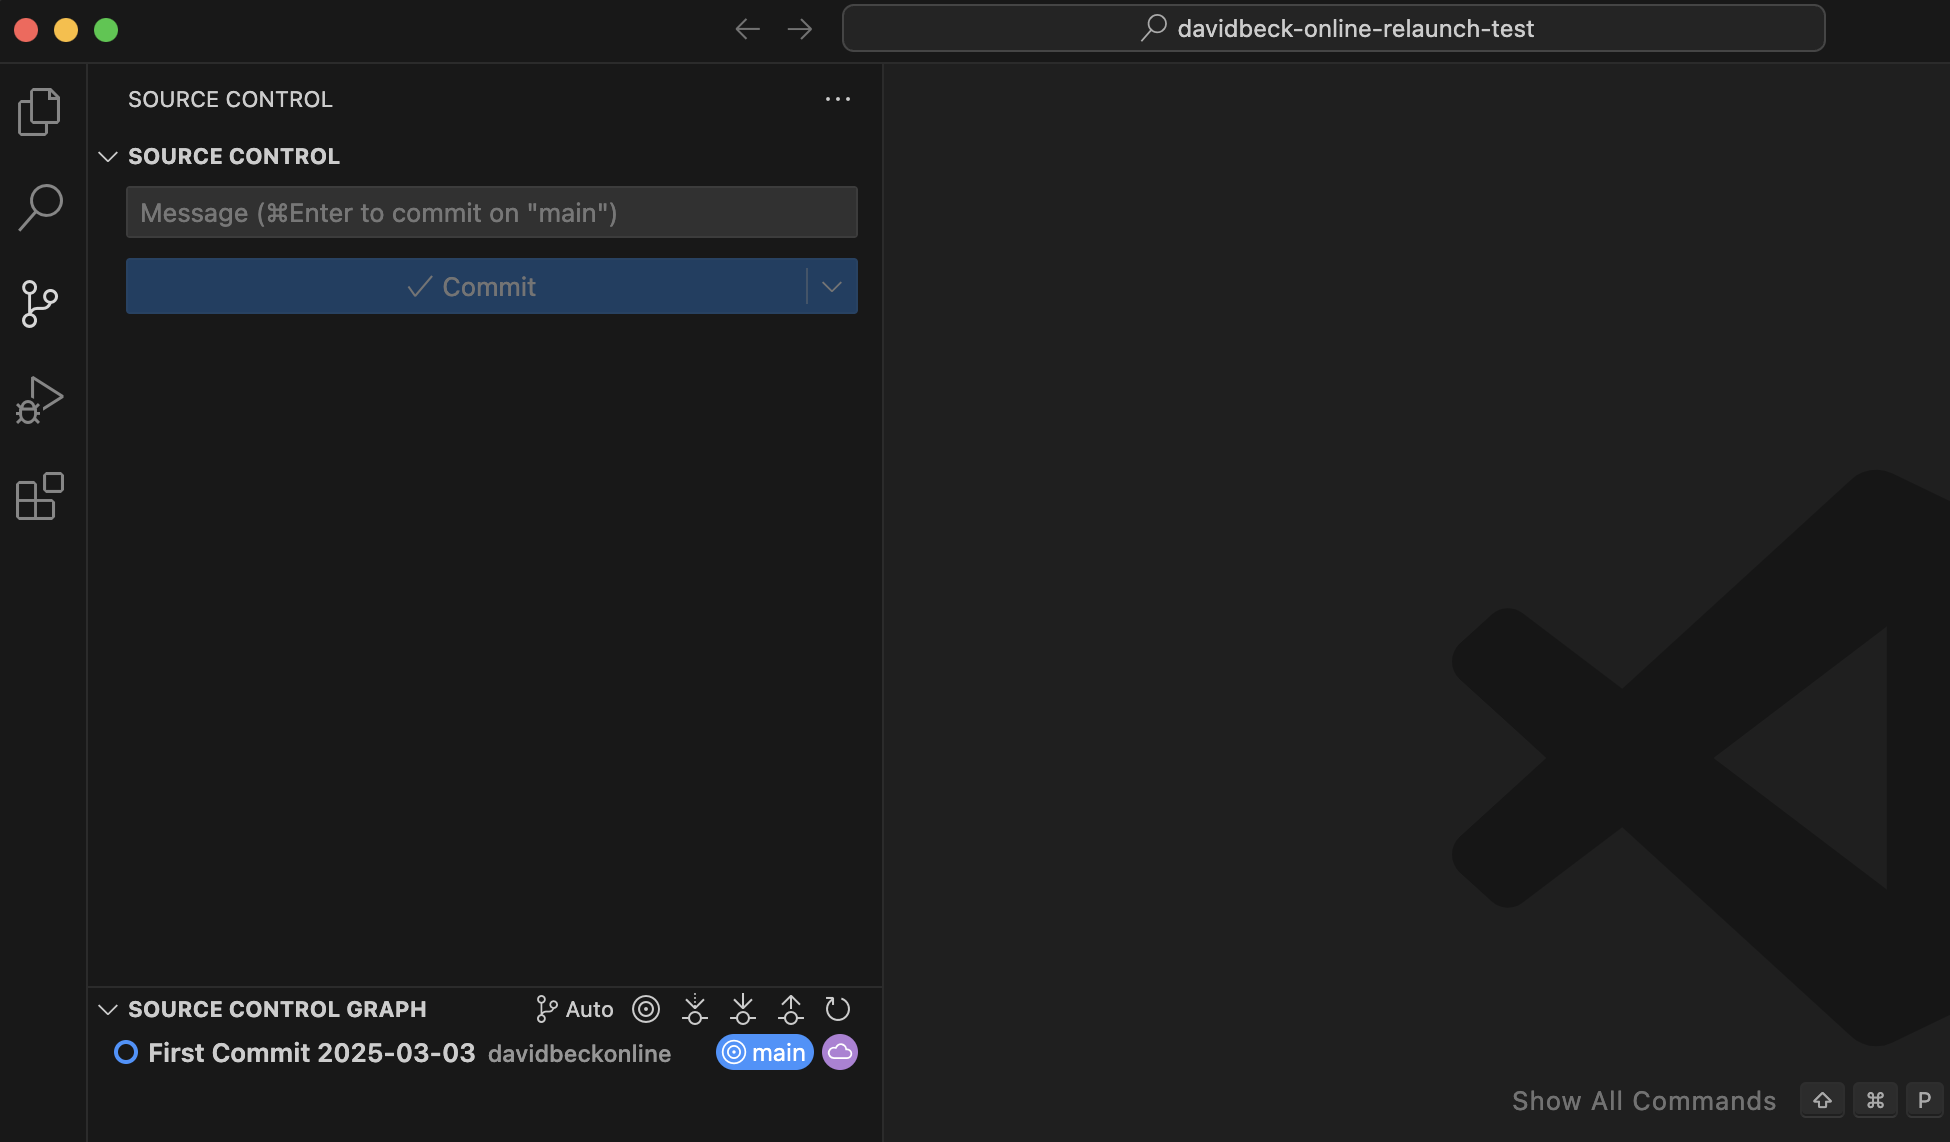 davidbeck-online-relaunch-test
SOURCE CONTROL
SOURCE CONTROL
Message (⌘Enter to commit on "main")
Commit
SOURCE CONTROL GRAPH Auto
First Commit 2025-03-03 davidbeckonline main
Show All Commands ⇧ ⌘ P